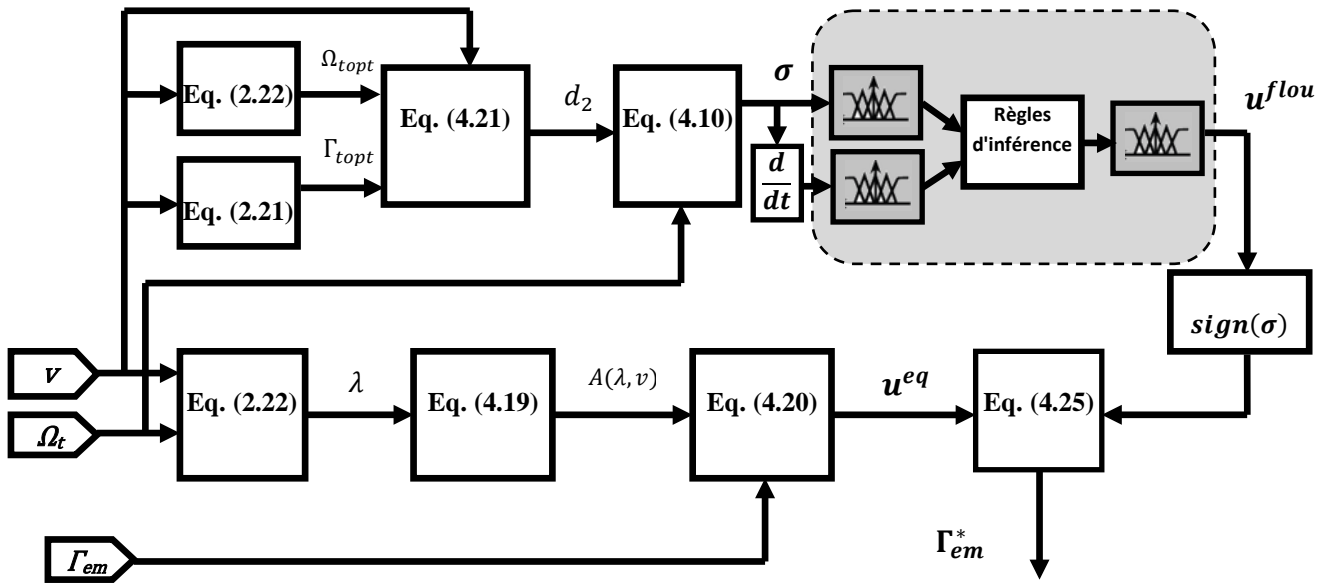 Ω_topt
Eq. (2.22)
Γ_topt
Eq. (2.21)
Eq. (4.21)
d_2
Eq. (4.10)
σ
d/dt
Règles
d'inférence
u^flou
sign(σ)
v
Ω_t
Eq. (2.22)
λ
Eq. (4.19)
A(λ, v)
Eq. (4.20)
u^eq
Eq. (4.25)
Γ_em
Γ*_em